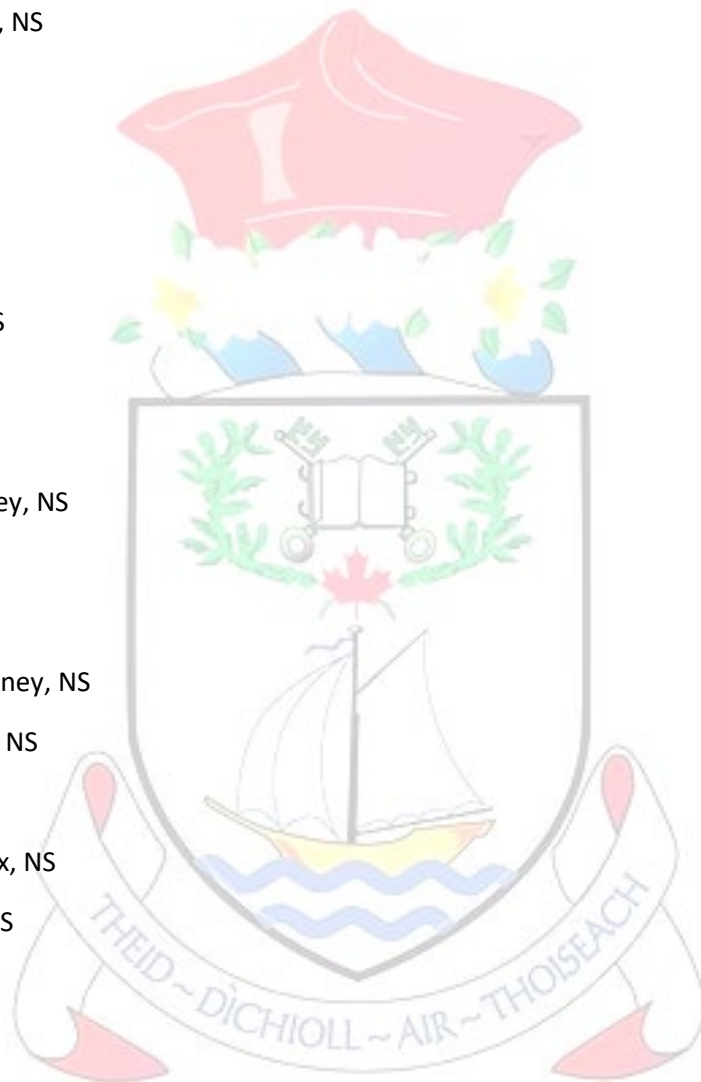 , NS
S
ey, NS
ney, NS
NS
x, NS
S
THEID ~ DÌCHIOLL ~ AIR ~ THOISEACH